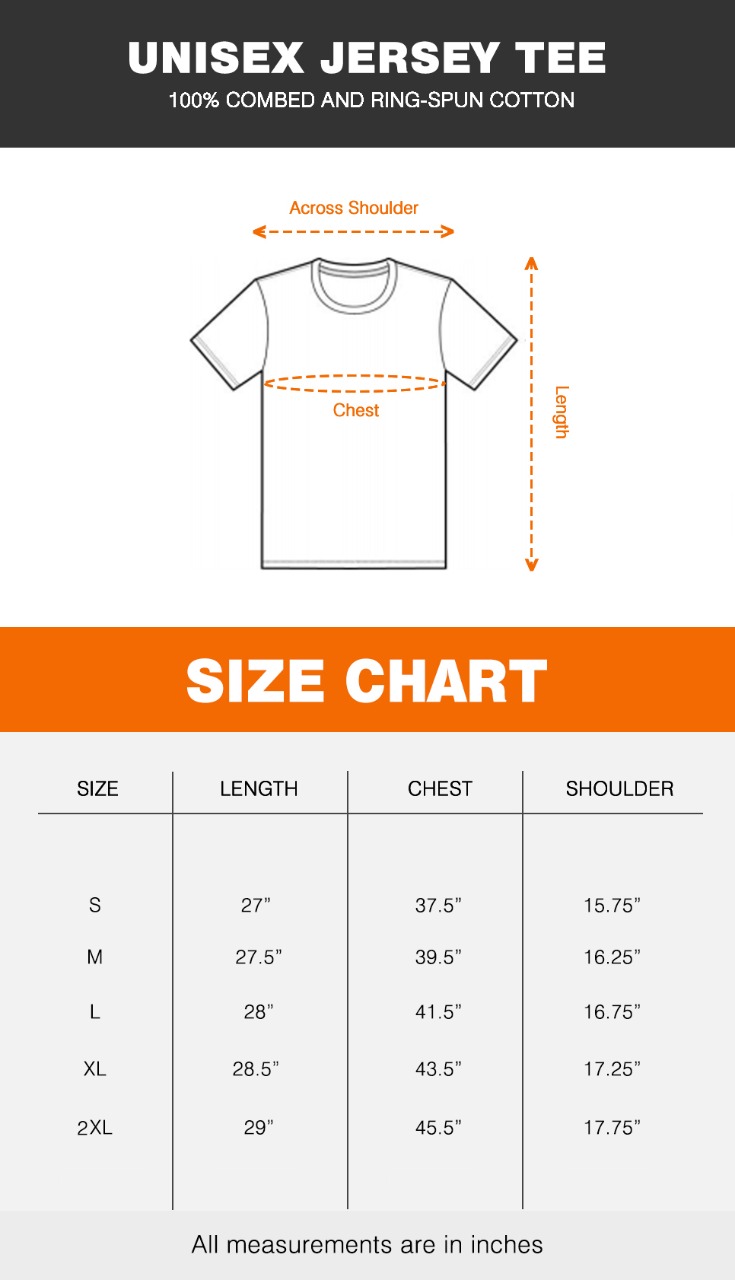 UNISEX JERSEY TEE
100% COMBED AND RING-SPUN COTTON
Across Shoulder
Chest
Length
SIZE CHART
SIZE LENGTH CHEST SHOULDER
S 27” 37.5” 15.75”
M 27.5” 39.5” 16.25”
L 28” 41.5” 16.75”
XL 28.5” 43.5” 17.25”
2XL 29” 45.5” 17.75”
All measurements are in inches